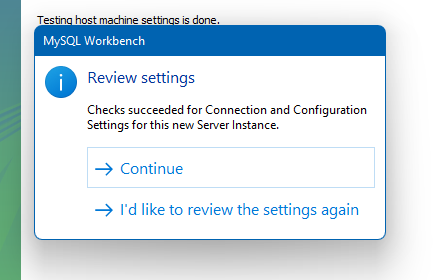 Testing host machine settings is done.
MySQL Workbench
Review settings
Checks succeeded for Connection and Configuration
Settings for this new Server Instance.
Continue
I'd like to review the settings again